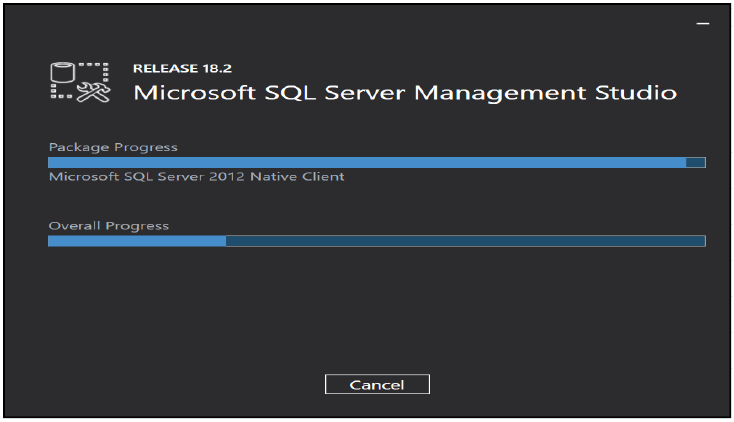 RELEASE 18.2
Microsoft SQL Server Management Studio
Package Progress
Microsoft SQL Server 2012 Native Client
Overall Progress
Cancel